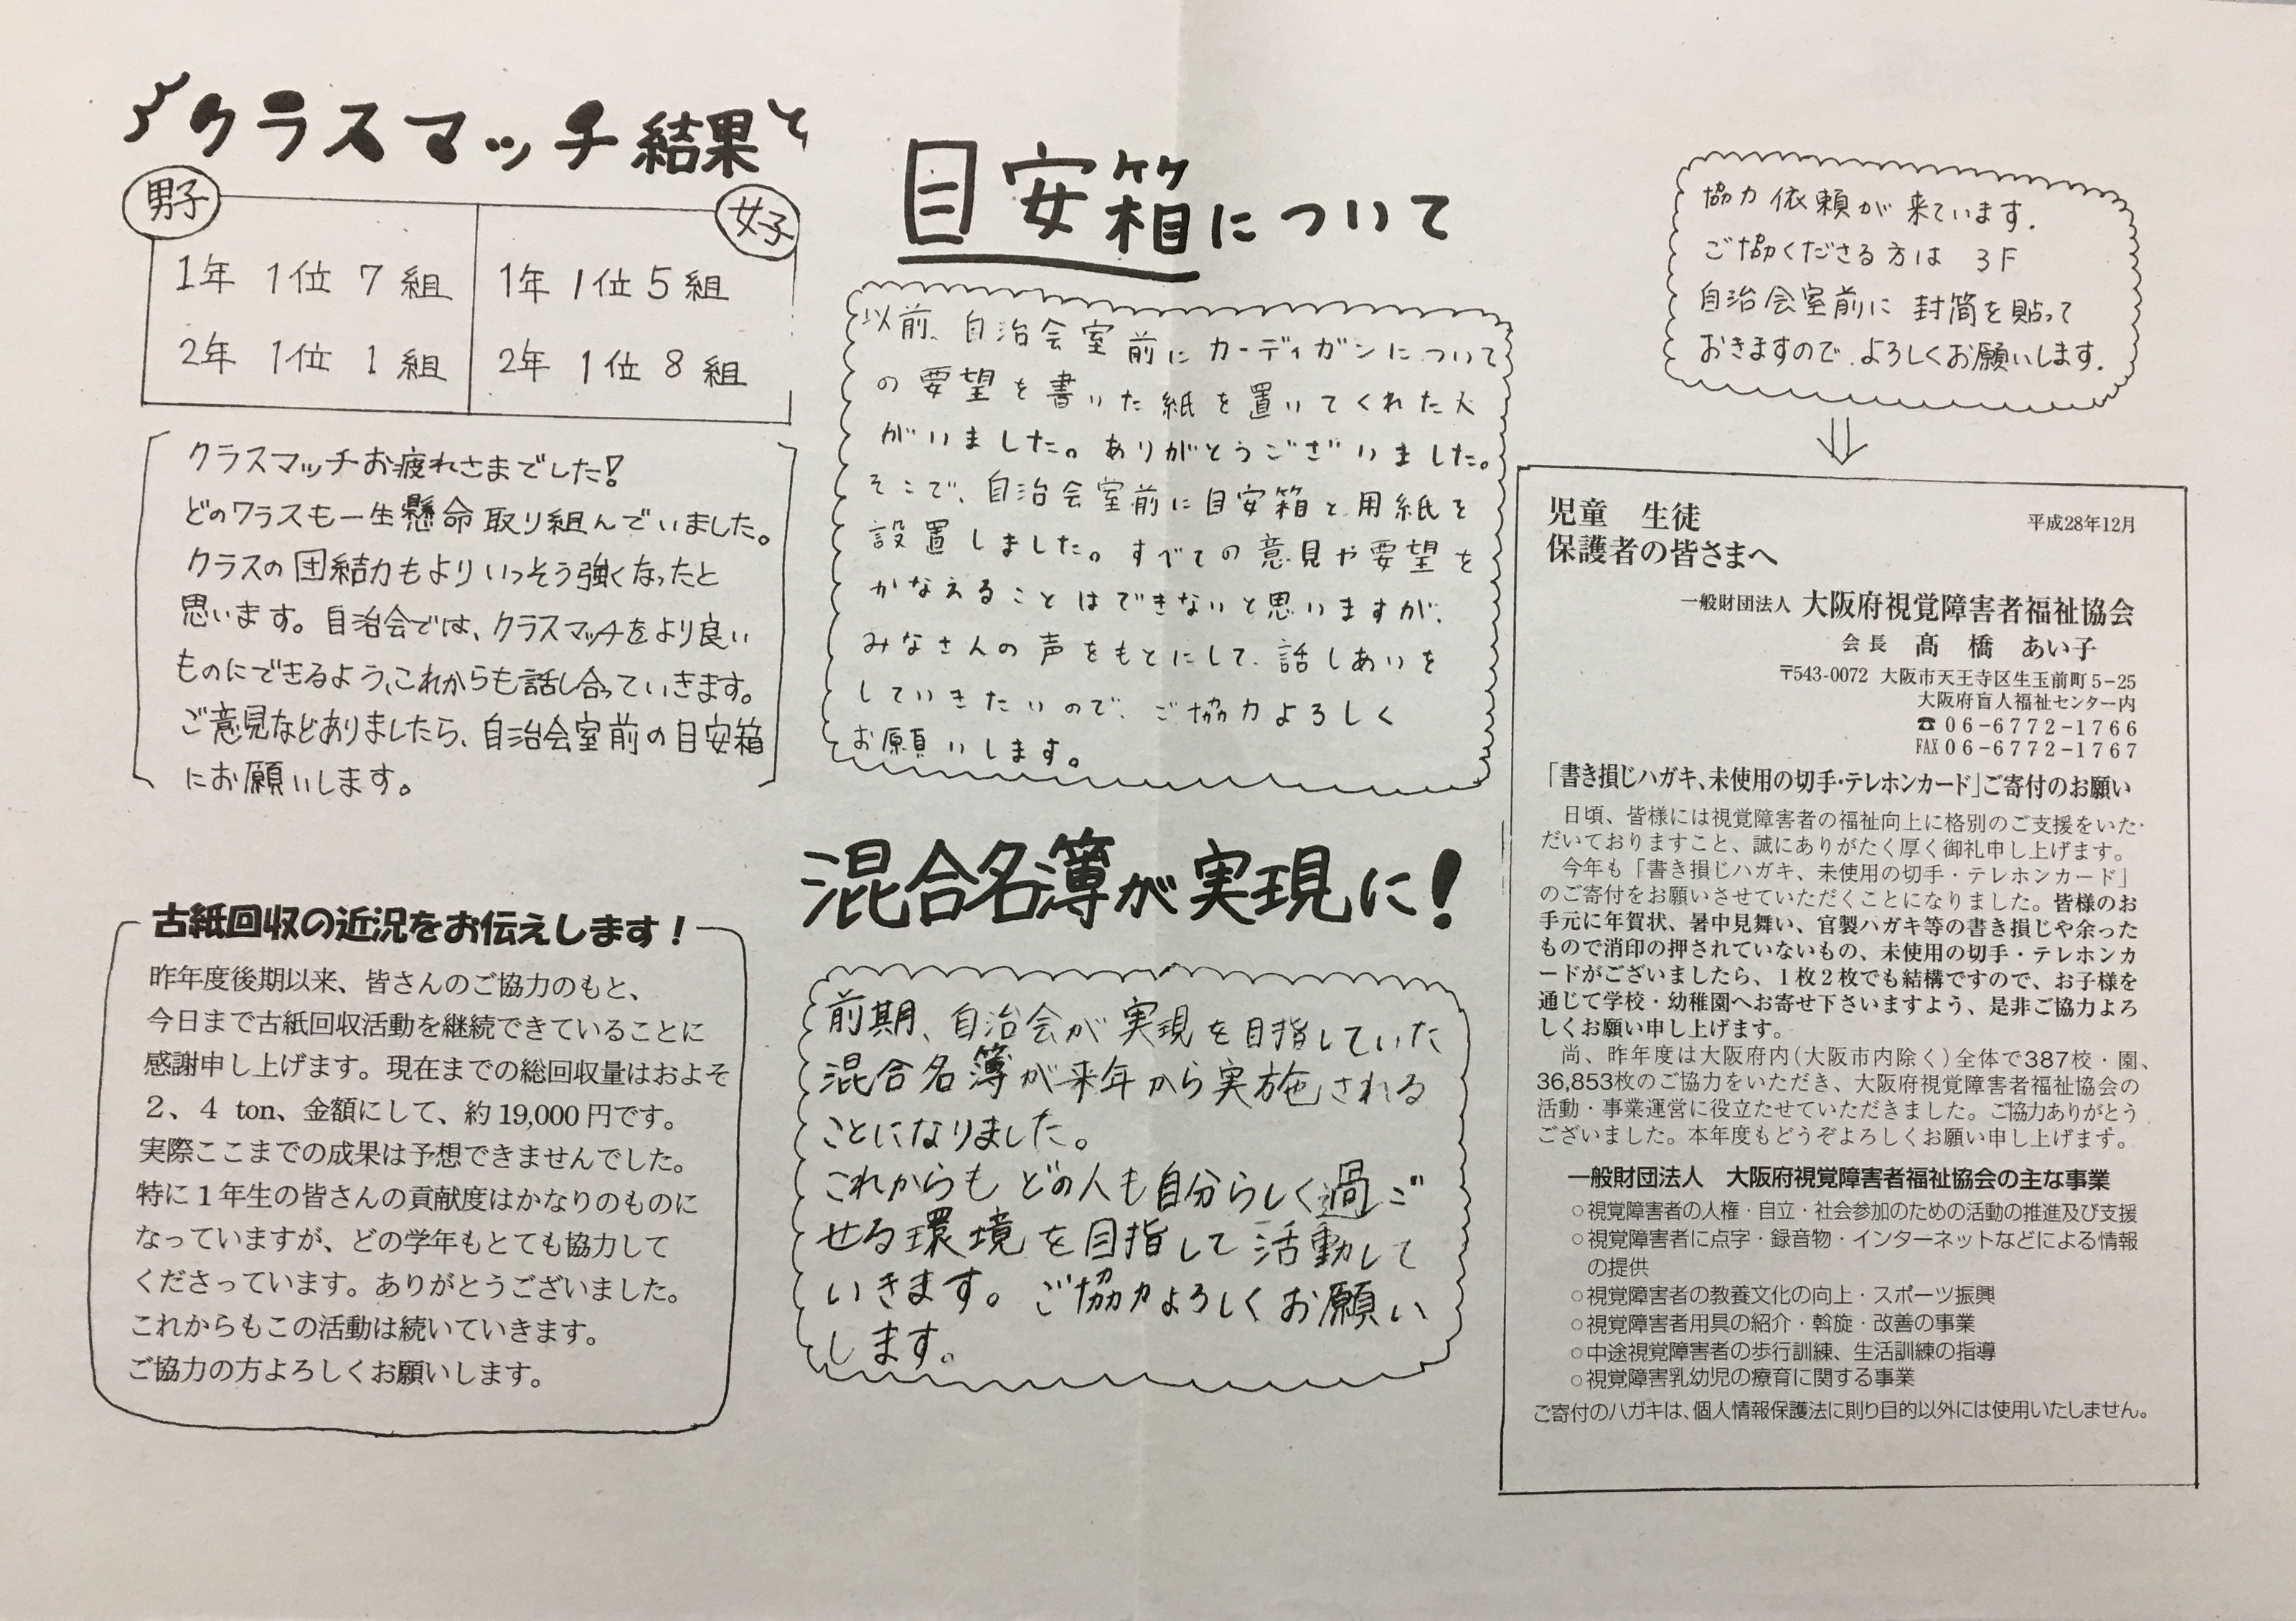 クラスマッチ結果
男子
女子
1年 1位 7組
1年 1位 5組
2年 1位 1組
2年 1位 8組
クラスマッチお疲れさまでした!
どのクラスも一生懸命取り組んでいました。
クラスの団結力もよりいっそう強くなったと
思います。自治会では、クラスマッチをより良い
ものにできるよう、これからも話し合っていきます。
ご意見などありましたら、自治会室前の目安箱
にお願いします。
古紙回収の近況をお伝えします！
昨年度後期以来、皆さんのご協力のもと、
今日まで古紙回収活動を継続できていることに
感謝申し上げます。現在までの総回収量はおよそ
２、４ ton、金額にして、約19,000円です。
実際ここまでの成果は予想できませんでした。
特に１年生の皆さんの貢献度はかなりのものに
なっていますが、どの学年もとても協力して
くださっています。ありがとうございました。
これからもこの活動は続いていきます。
ご協力の方よろしくお願いします。
目安箱について
以前、自治会室前にカーディガンについて
の要望を書いた紙を置いてくれた人
がいました。ありがとうございました。
そこで、自治会室前に目安箱と用紙を
設置しました。すべての意見や要望を
かなえることはできないと思いますが、
みなさんの声をもとにして、話しあいを
していきたいので、ご協力よろしく
お願いします。
混合名簿が実現に!
前期、自治会が実現を目指していた
混合名簿が来年から実施される
ことになりました。
これからもどの人も自分らしく過ご
せる環境を目指して活動して
いきます。ご協力よろしくお願い
します。
協力依頼が来ています.
ご協くださる方は 3F
自治会室前に封筒を貼って
おきますので、よろしくお願いします.
児童　生徒
平成28年12月
保護者の皆さまへ
一般財団法人 大阪府視覚障害者福祉協会
会長　髙　橋　あい子
〒543-0072 大阪市天王寺区生玉前町5-25
大阪府盲人福祉センター内
☎06-6772-1766
FAX06-6772-1767
「書き損じハガキ、未使用の切手・テレホンカード」ご寄付のお願い
日頃、皆様には視覚障害者の福祉向上に格別のご支援をいた
だいておりますこと、誠にありがたく厚く御礼申し上げます。
今年も「書き損じハガキ、未使用の切手・テレホンカード」
のご寄付をお願いさせていただくことになりました。皆様のお
手元に年賀状、暑中見舞い、官製ハガキ等の書き損じや余った
もので消印の押されていないもの、未使用の切手・テレホンカ
ードがございましたら、１枚２枚でも結構ですので、お子様を
通じて学校・幼稚園へお寄せ下さいますよう、是非ご協力よろ
しくお願い申し上げます。
尚、昨年度は大阪府内（大阪市内除く）全体で387校・園、
36,853枚のご協力をいただき、大阪府視覚障害者福祉協会の
活動・事業運営に役立たせていただきました。ご協力ありがとう
ございました。本年度もどうぞよろしくお願い申し上げます。
一般財団法人　大阪府視覚障害者福祉協会の主な事業
○視覚障害者の人権・自立・社会参加のための活動の推進及び支援
○視覚障害者に点字・録音物・インターネットなどによる情報
の提供
○視覚障害者の教養文化の向上・スポーツ振興
○視覚障害者用具の紹介・斡旋・改善の事業
○中途視覚障害者の歩行訓練、生活訓練の指導
○視覚障害乳幼児の療育に関する事業
ご寄付のハガキは、個人情報保護法に則り目的以外には使用いたしません。